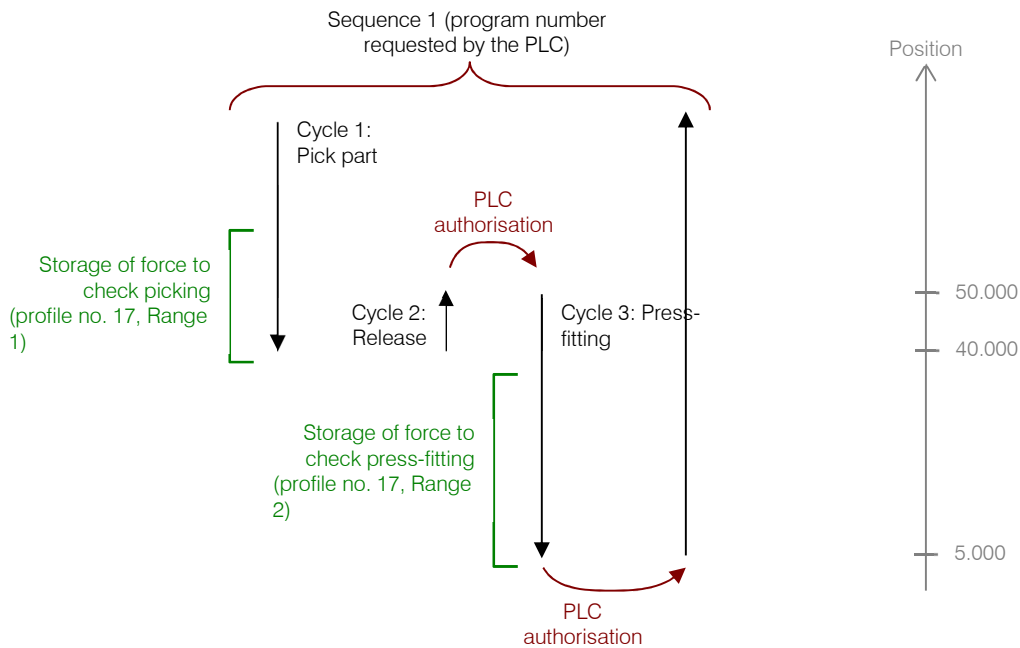 Sequence 1 (program number
requested by the PLC)
Position
Cycle 1:
Pick part
PLC
authorisation
Storage of force to
check picking
(profile no. 17, Range
1)
50.000
Cycle 2:
Release
Cycle 3: Press-
fitting
40.000
Storage of force to
check press-fitting
(profile no. 17, Range
2)
5.000
PLC
authorisation